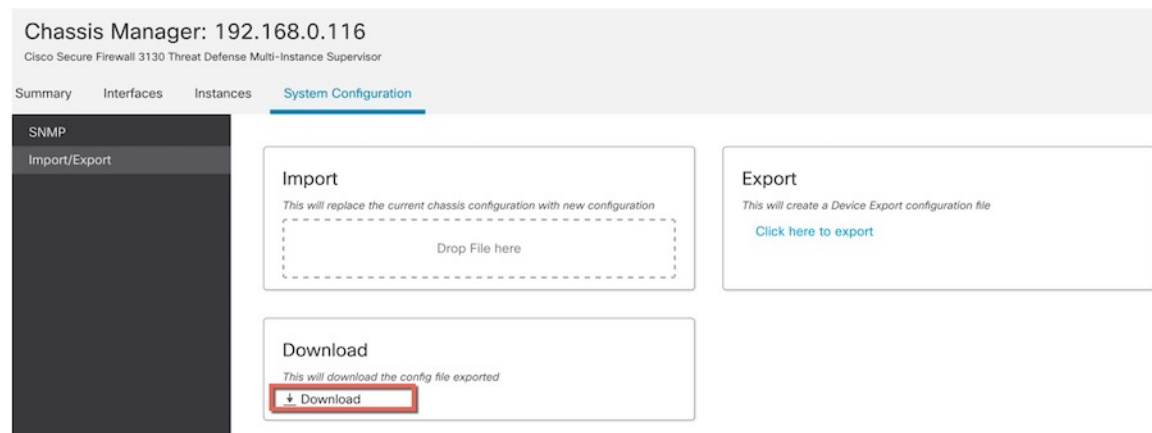 Chassis Manager: 192.168.0.116
Cisco Secure Firewall 3130 Threat Defense Multi-Instance Supervisor
Summary Interfaces Instances System Configuration
SNMP
Import/Export
Import
This will replace the current chassis configuration with new configuration
Drop File here
Export
This will create a Device Export configuration file
Click here to export
Download
This will download the config file exported
Download